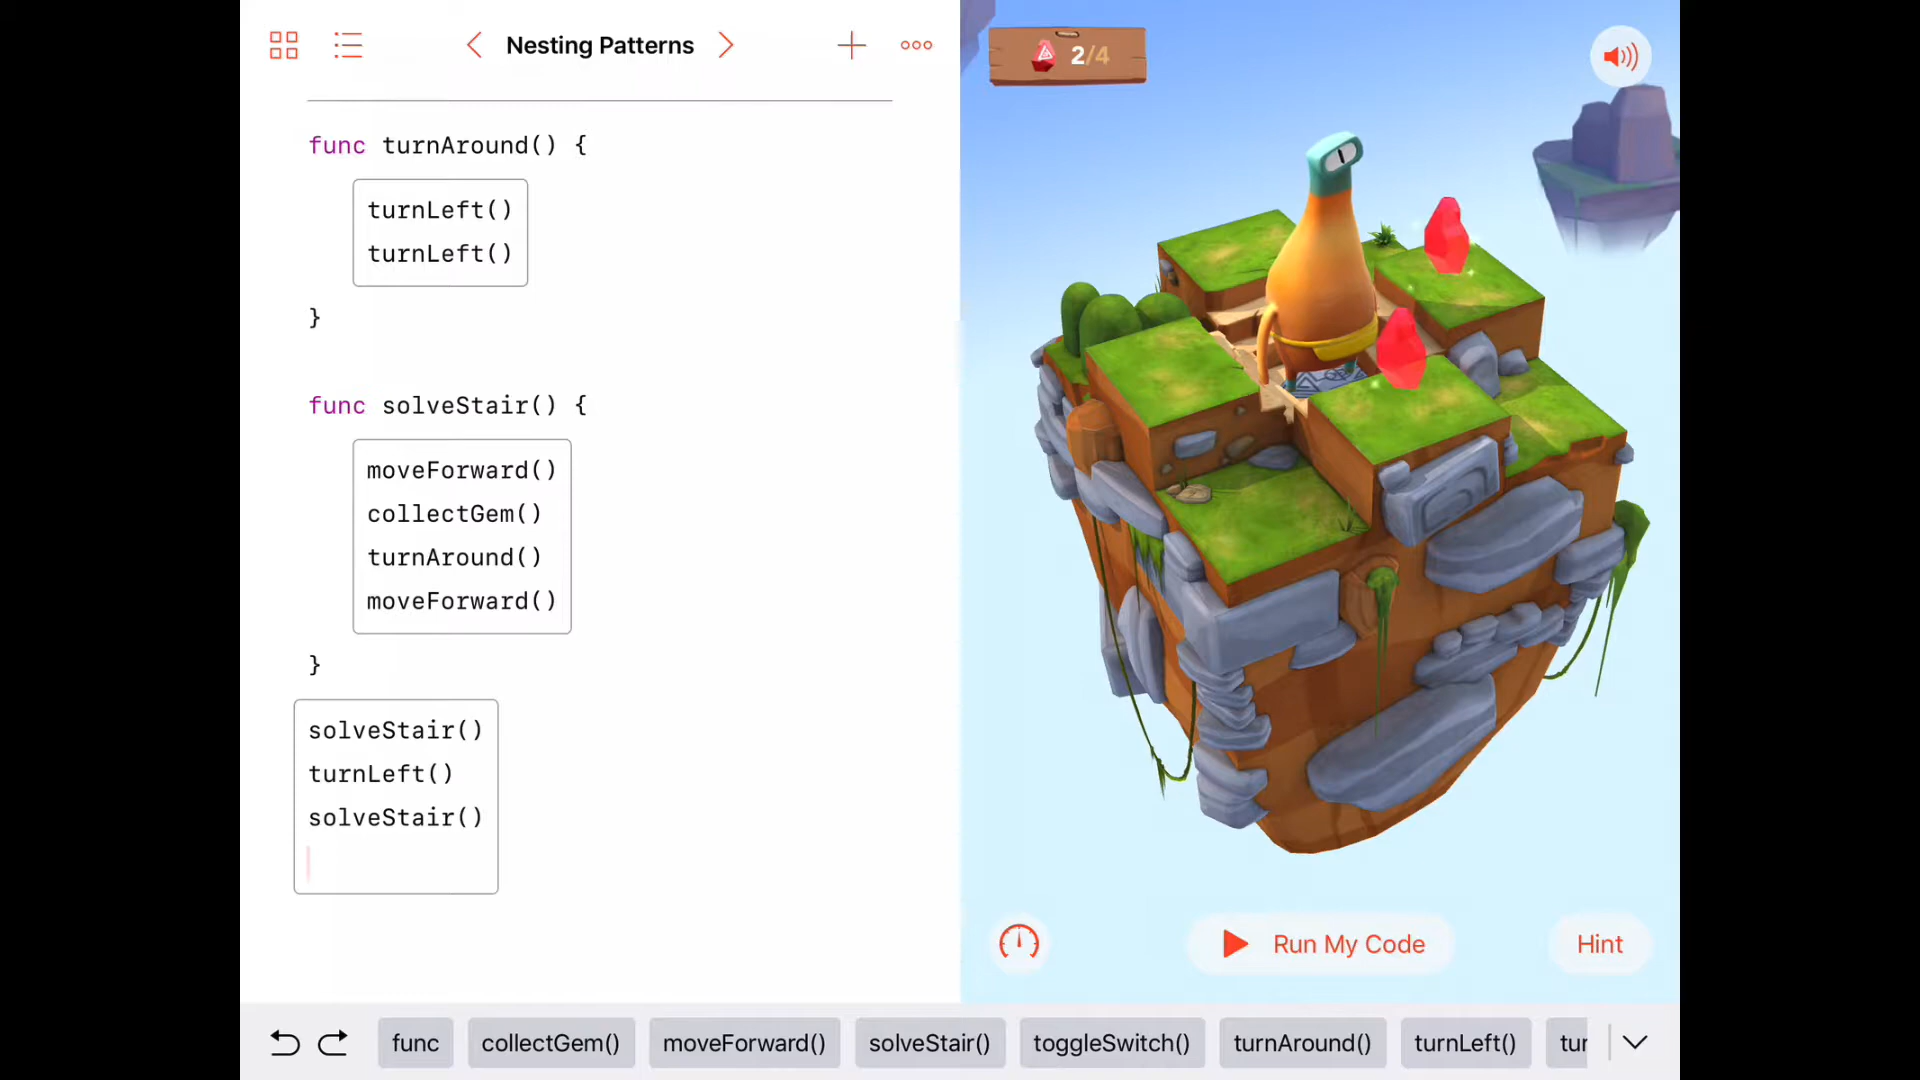 Nesting Patterns
2/4
func turnAround() {
turnLeft()
turnLeft()
}
func solveStair() {
moveForward()
collectGem()
turnAround()
moveForward()
}
solveStair()
turnLeft()
solveStair()
Run My Code
Hint
func
collectGem()
moveForward()
solveStair()
toggleSwitch()
turnAround()
turnLeft()
tur